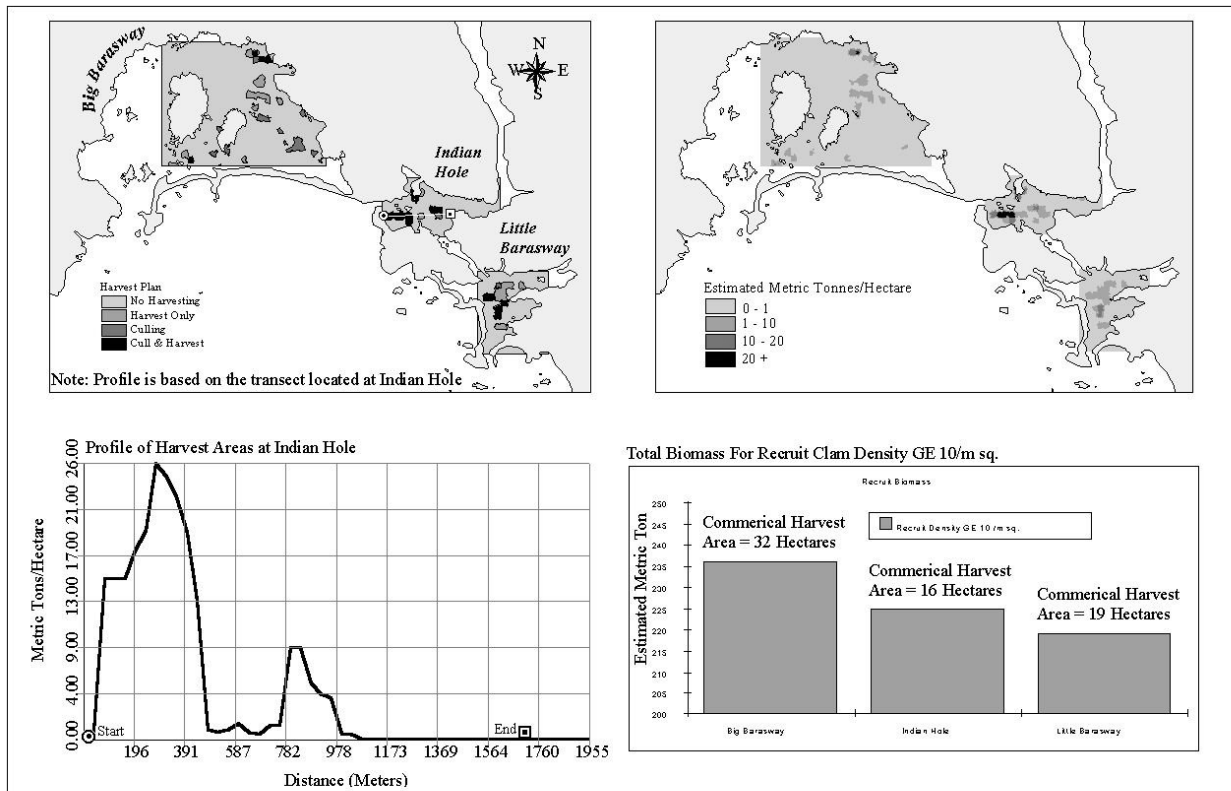 Big Barasway
N
W E
S
Indian
Hole
Little
Barasway
Harvest Plan
No Harvesting
Harvest Only
Culling
Cull & Harvest
Note: Profile is based on the transect located at Indian Hole
Estimated Metric Tonnes/Hectare
0 - 1
1 - 10
10 - 20
20 +
Profile of Harvest Areas at Indian Hole
Metric Tons/Hectare
26.00
21.00
17.00
13.00
9.00
4.00
0.00
Start
End
196 391 587 782 978 1173 1369 1564 1760 1955
Distance (Meters)
Total Biomass For Recruit Clam Density GE 10/m sq.
Recruit Biomass
Estimated Metric Ton
250
245
240
235
230
225
220
215
210
205
200
Recruit Density GE 10/m sq.
Commerical Harvest
Area = 32 Hectares
Commerical Harvest
Area = 16 Hectares
Commerical Harvest
Area = 19 Hectares
Big Barasway Indian Hole Little Barasway